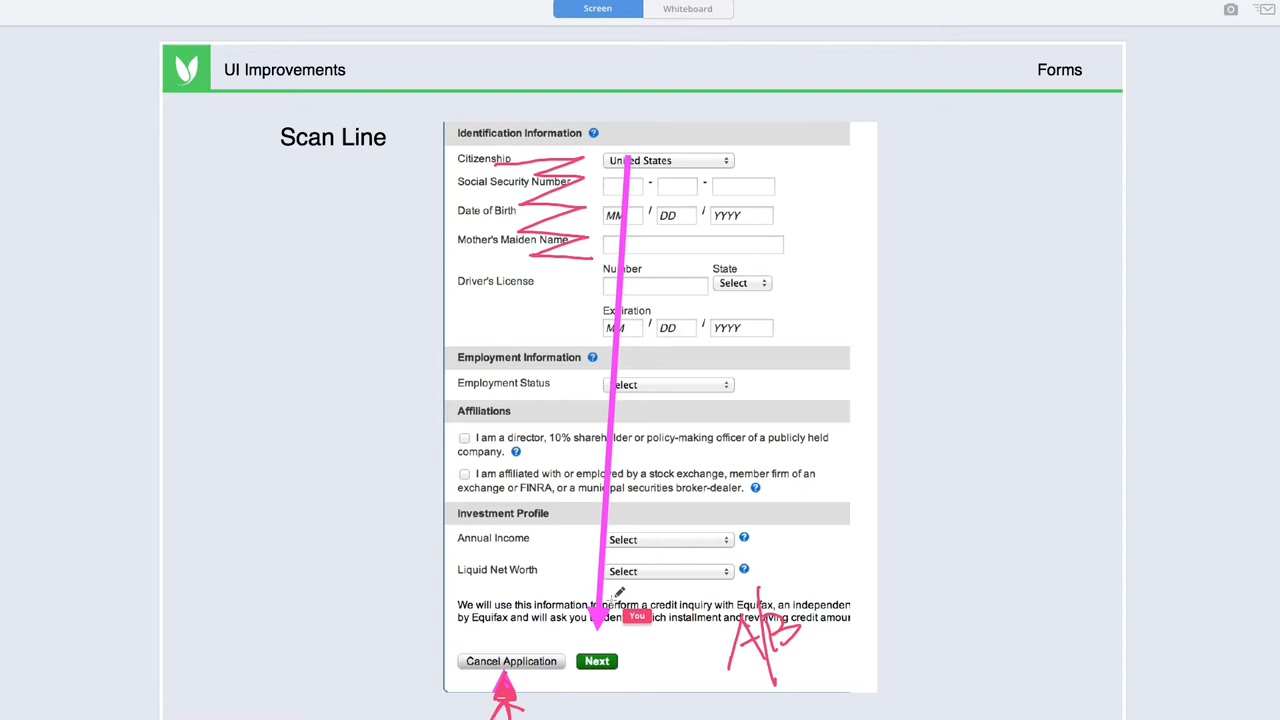 Screen Whiteboard
UI Improvements Forms
Scan Line
Identification Information ?
Citizenship United States
Social Security Number - -
Date of Birth MM / DD / YYYY
Mother's Maiden Name
Number State
Driver's License Select
Expiration
MM / DD / YYYY
Employment Information ?
Employment Status Select
Affiliations
I am a director, 10% shareholder or policy-making officer of a publicly held
company. ?
I am affiliated with or employed by a stock exchange, member firm of an
exchange or FINRA, or a municipal securities broker-dealer. ?
Investment Profile
Annual Income Select ?
Liquid Net Worth Select ?
We will use this information to perform a credit inquiry with Equifax, an independen
by Equifax and will ask you which installment and revolving credit amoun
You
A/B
Cancel Application Next